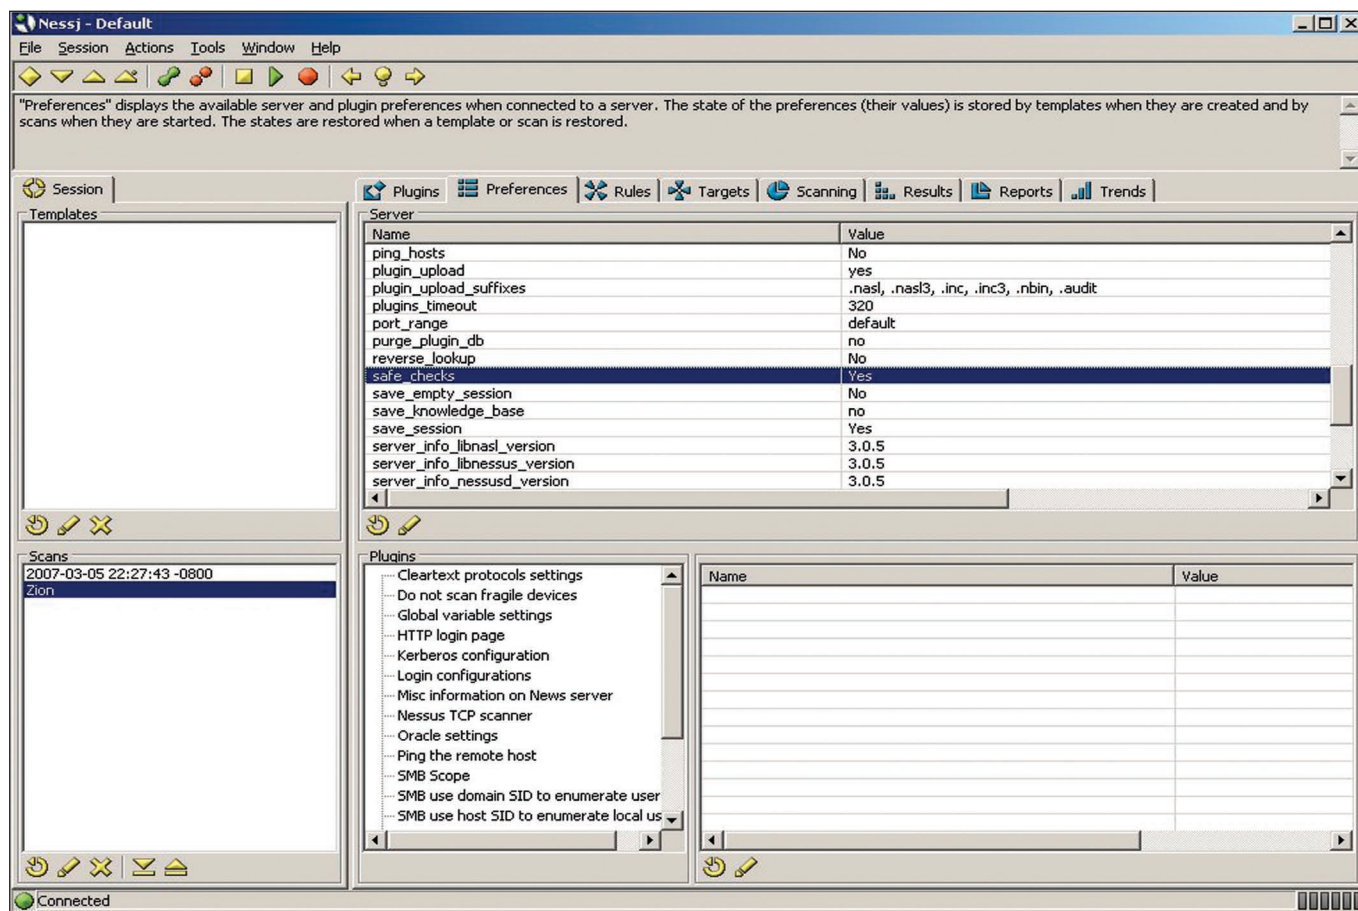 Nessj - Default
File Session Actions Tools Window Help
"Preferences" displays the available server and plugin preferences when connected to a server. The state of the preferences (their values) is stored by templates when they are created and by
scans when they are started. The states are restored when a template or scan is restored.
Session
Plugins Preferences Rules Targets Scanning Results Reports Trends
Templates
Server
Name Value
ping_hosts No
plugin_upload yes
plugin_upload_suffixes .nasl, .nasl3, .inc, .inc3, .nbin, .audit
plugins_timeout 320
port_range default
purge_plugin_db no
reverse_lookup No
safe_checks Yes
save_empty_session No
save_knowledge_base no
save_session Yes
server_info_libnasl_version 3.0.5
server_info_libnessus_version 3.0.5
server_info_nessusd_version 3.0.5
Scans
2007-03-05 22:27:43 -0800
Zion
Plugins
Cleartext protocols settings
Do not scan fragile devices
Global variable settings
HTTP login page
Kerberos configuration
Login configurations
Misc information on News server
Nessus TCP scanner
Oracle settings
Ping the remote host
SMB Scope
SMB use domain SID to enumerate user
SMB use host SID to enumerate local us
Name Value
Connected